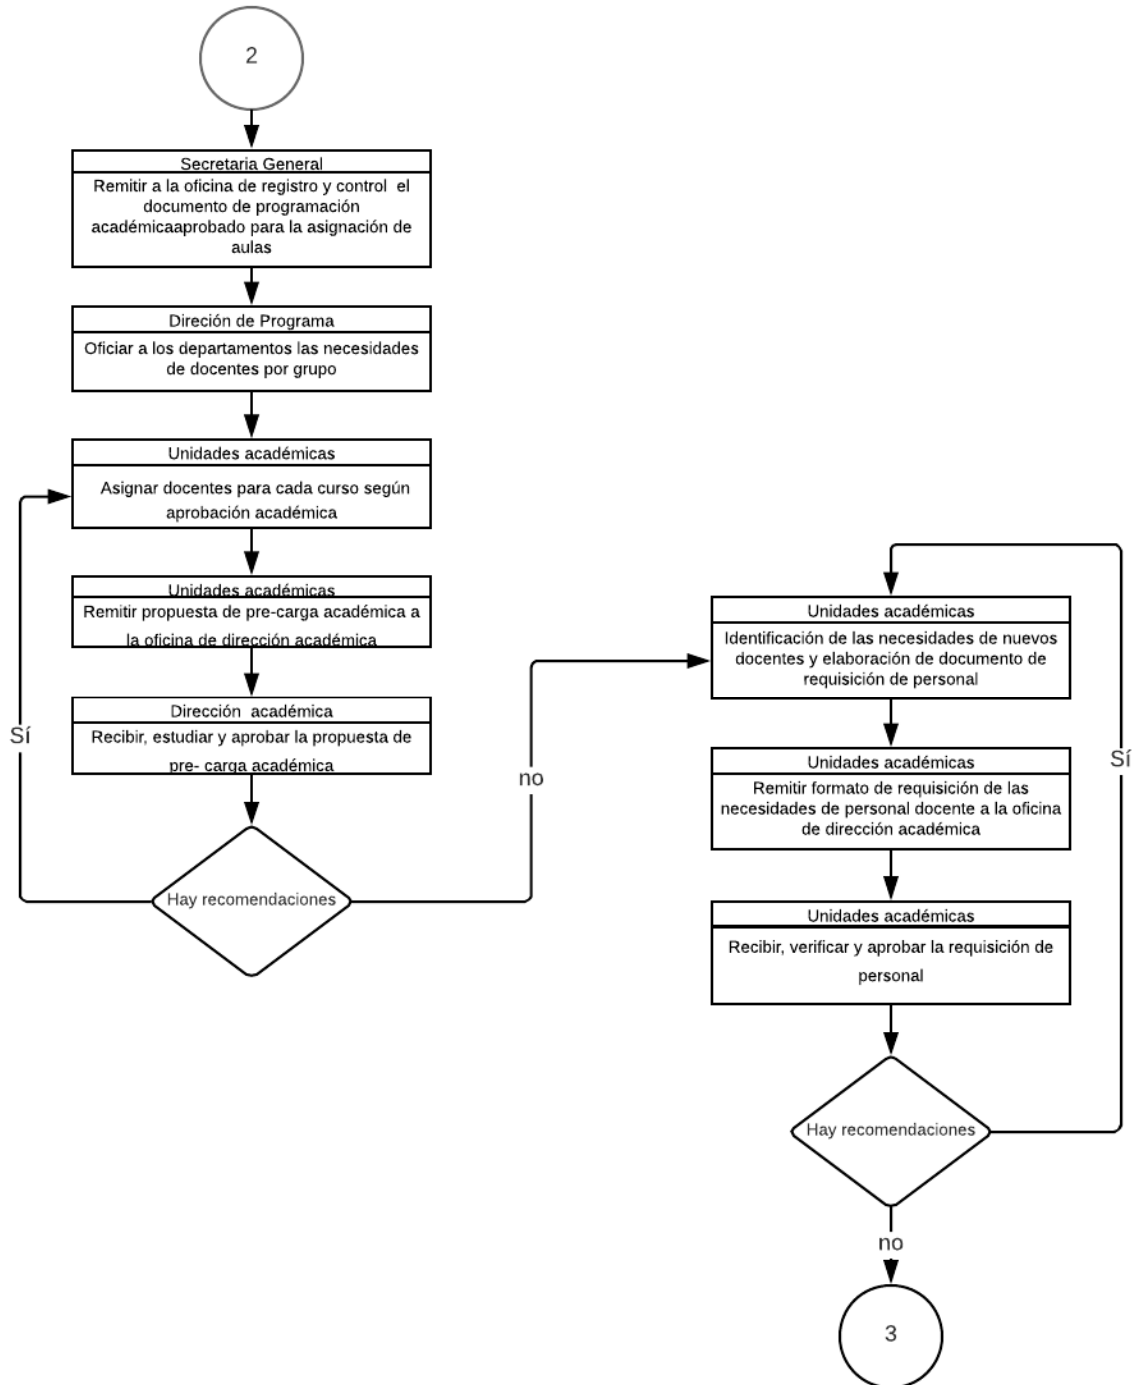 2
Secretaria General
Remitir a la oficina de registro y control el
documento de programación
académicaaprobado para la asignación de
aulas
Direción de Programa
Oficiar a los departamentos las necesidades
de docentes por grupo
Unidades académicas
Asignar docentes para cada curso según
aprobación académica
Unidades académicas
Remitir propuesta de pre-carga académica a
la oficina de dirección académica
Dirección académica
Recibir, estudiar y aprobar la propuesta de
pre- carga académica
Hay recomendaciones
Sí
no
Unidades académicas
Identificación de las necesidades de nuevos
docentes y elaboración de documento de
requisición de personal
Unidades académicas
Remitir formato de requisición de las
necesidades de personal docente a la oficina
de dirección académica
Unidades académicas
Recibir, verificar y aprobar la requisición de
personal
Hay recomendaciones
Sí
no
3